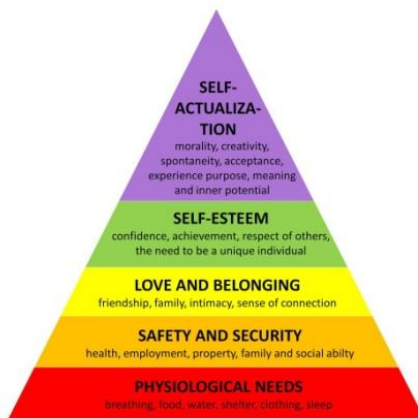 SELF-
ACTUALIZA-
TION
morality, creativity,
spontaneity, acceptance,
experience purpose, meaning
and inner potential
SELF-ESTEEM
confidence, achievement, respect of others,
the need to be a unique individual
LOVE AND BELONGING
friendship, family, intimacy, sense of connection
SAFETY AND SECURITY
health, employment, property, family and social abilty
PHYSIOLOGICAL NEEDS
breathing, food, water, shelter, clothing, sleep